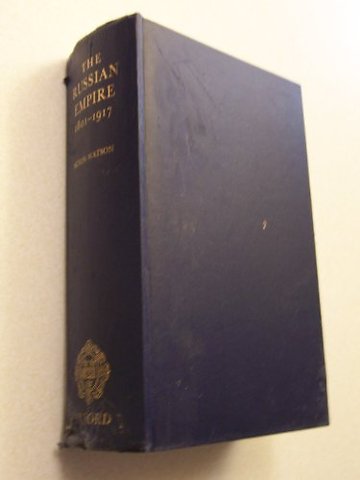 THE
RUSSIAN
EMPIRE
1801–1917
SETON-WATSON
OXFORD